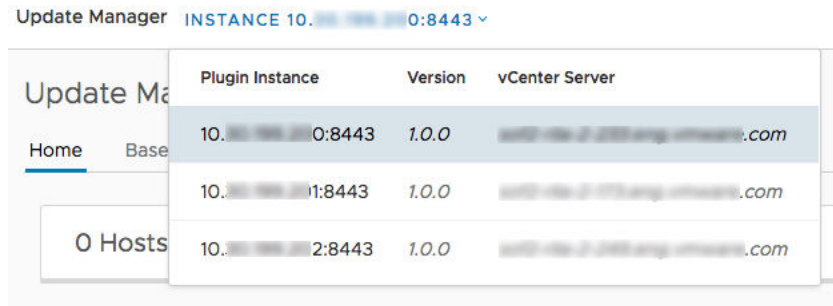 Update Manager INSTANCE 10. 0:8443
Plugin Instance Version vCenter Server
Update Ma
10. 0:8443 1.0.0 .com
Home Base
10. 1:8443 1.0.0 .com
0 Hosts
10. 2:8443 1.0.0 .com